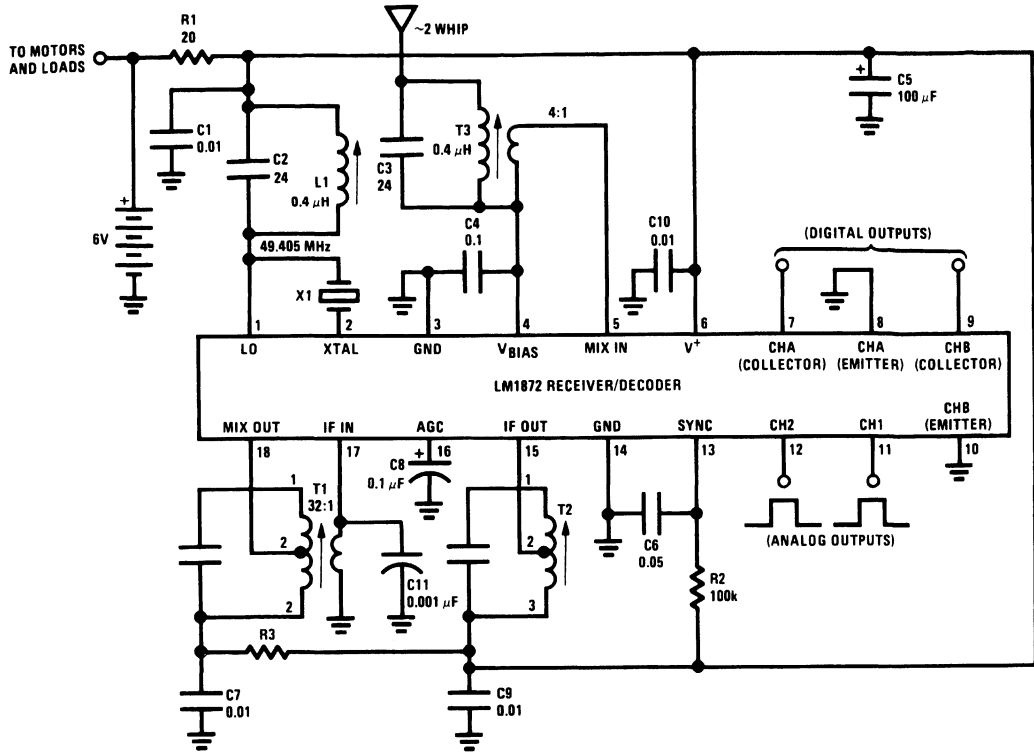 R1
20
TO MOTORS
AND LOADS
~2 WHIP
C1
0.01
C2
24
L1
0.4 μH
T3
0.4 μH
4:1
C3
24
C5
100 μF
+
6V
+
49.405 MHz
X1
C4
0.1
C10
0.01
(DIGITAL OUTPUTS)
1
2
3
4
5
6
7
8
9
LO
XTAL
GND
VBIAS
MIX IN
V+
CHA
(COLLECTOR)
CHA
(EMITTER)
CHB
(COLLECTOR)
LM1872 RECEIVER/DECODER
MIX OUT
IF IN
AGC
IF OUT
GND
SYNC
CH2
CH1
CHB
(EMITTER)
18
17
16
15
14
13
12
11
10
+
C8
0.1 μF
1
T1
32:1
2
2
C11
0.001 μF
1
T2
2
3
C6
0.05
R2
100k
(ANALOG OUTPUTS)
R3
C7
0.01
C9
0.01